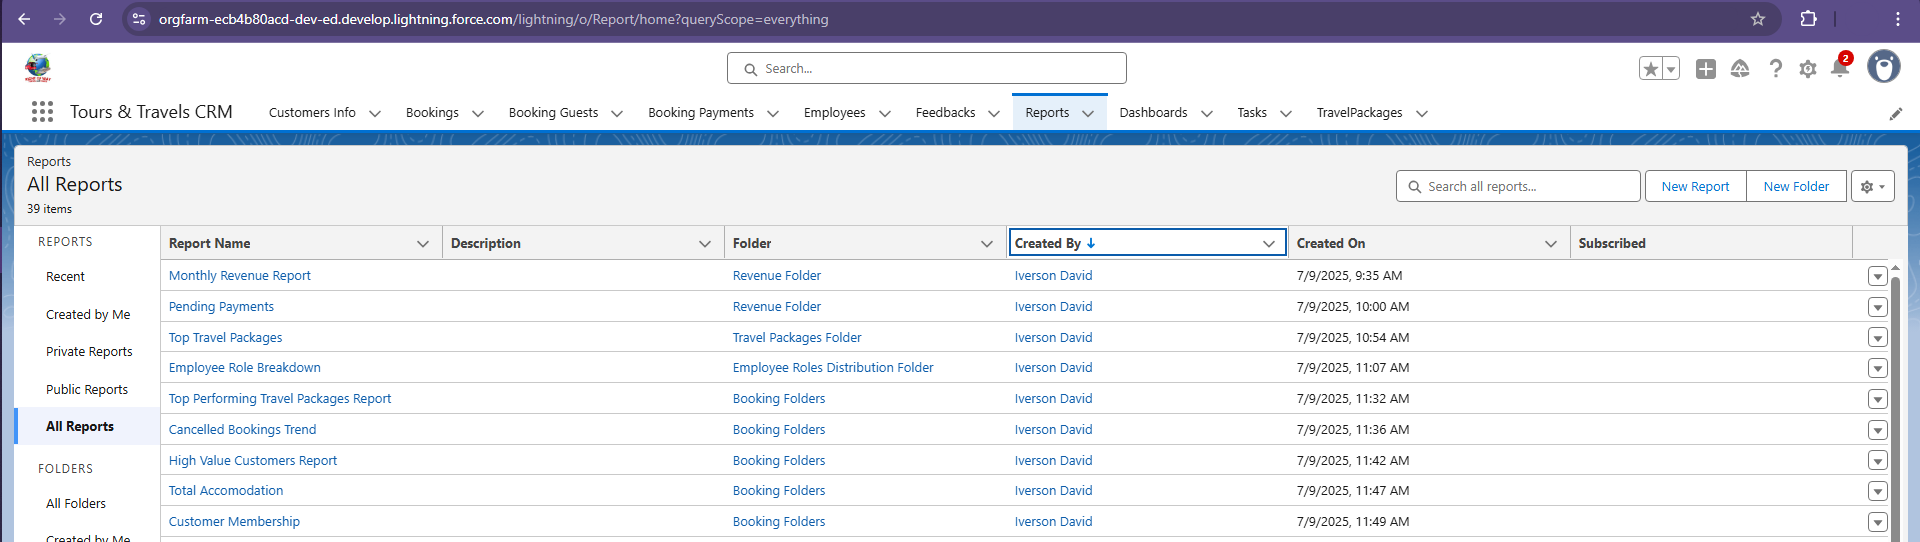 orgfarm-ecb4b80acd-dev-ed.develop.lightning.force.com/lightning/o/Report/home?queryScope=everything
Search...
2
Tours & Travels CRM
Customers Info
Bookings
Booking Guests
Booking Payments
Employees
Feedbacks
Reports
Dashboards
Tasks
TravelPackages
Reports
All Reports
39 items
Search all reports...
New Report
New Folder
REPORTS
Recent
Created by Me
Private Reports
Public Reports
All Reports
FOLDERS
All Folders
Created by Me
Report Name Description Folder Created By Created On Subscribed
Monthly Revenue Report Revenue Folder Iverson David 7/9/2025, 9:35 AM
Pending Payments Revenue Folder Iverson David 7/9/2025, 10:00 AM
Top Travel Packages Travel Packages Folder Iverson David 7/9/2025, 10:54 AM
Employee Role Breakdown Employee Roles Distribution Folder Iverson David 7/9/2025, 11:07 AM
Top Performing Travel Packages Report Booking Folders Iverson David 7/9/2025, 11:32 AM
Cancelled Bookings Trend Booking Folders Iverson David 7/9/2025, 11:36 AM
High Value Customers Report Booking Folders Iverson David 7/9/2025, 11:42 AM
Total Accomodation Booking Folders Iverson David 7/9/2025, 11:47 AM
Customer Membership Booking Folders Iverson David 7/9/2025, 11:49 AM